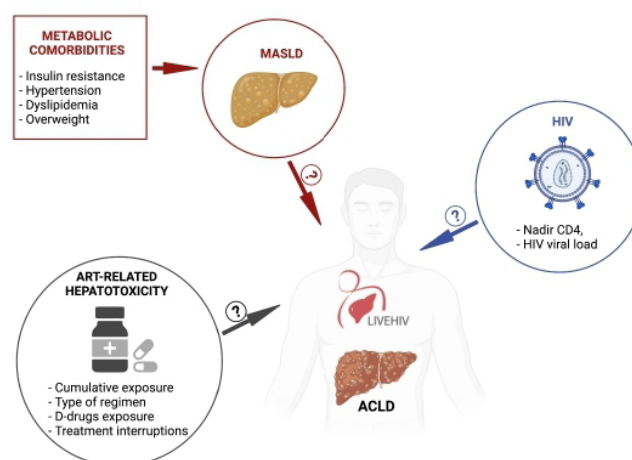 METABOLIC
COMORBIDITIES
- Insulin resistance
- Hypertension
- Dyslipidemia
- Overweight
MASLD
?
HIV
- Nadir CD4,
- HIV viral load
?
ART-RELATED
HEPATOTOXICITY
- Cumulative exposure
- Type of regimen
- D-drugs exposure
- Treatment interruptions
?
LIVEHIV
ACLD